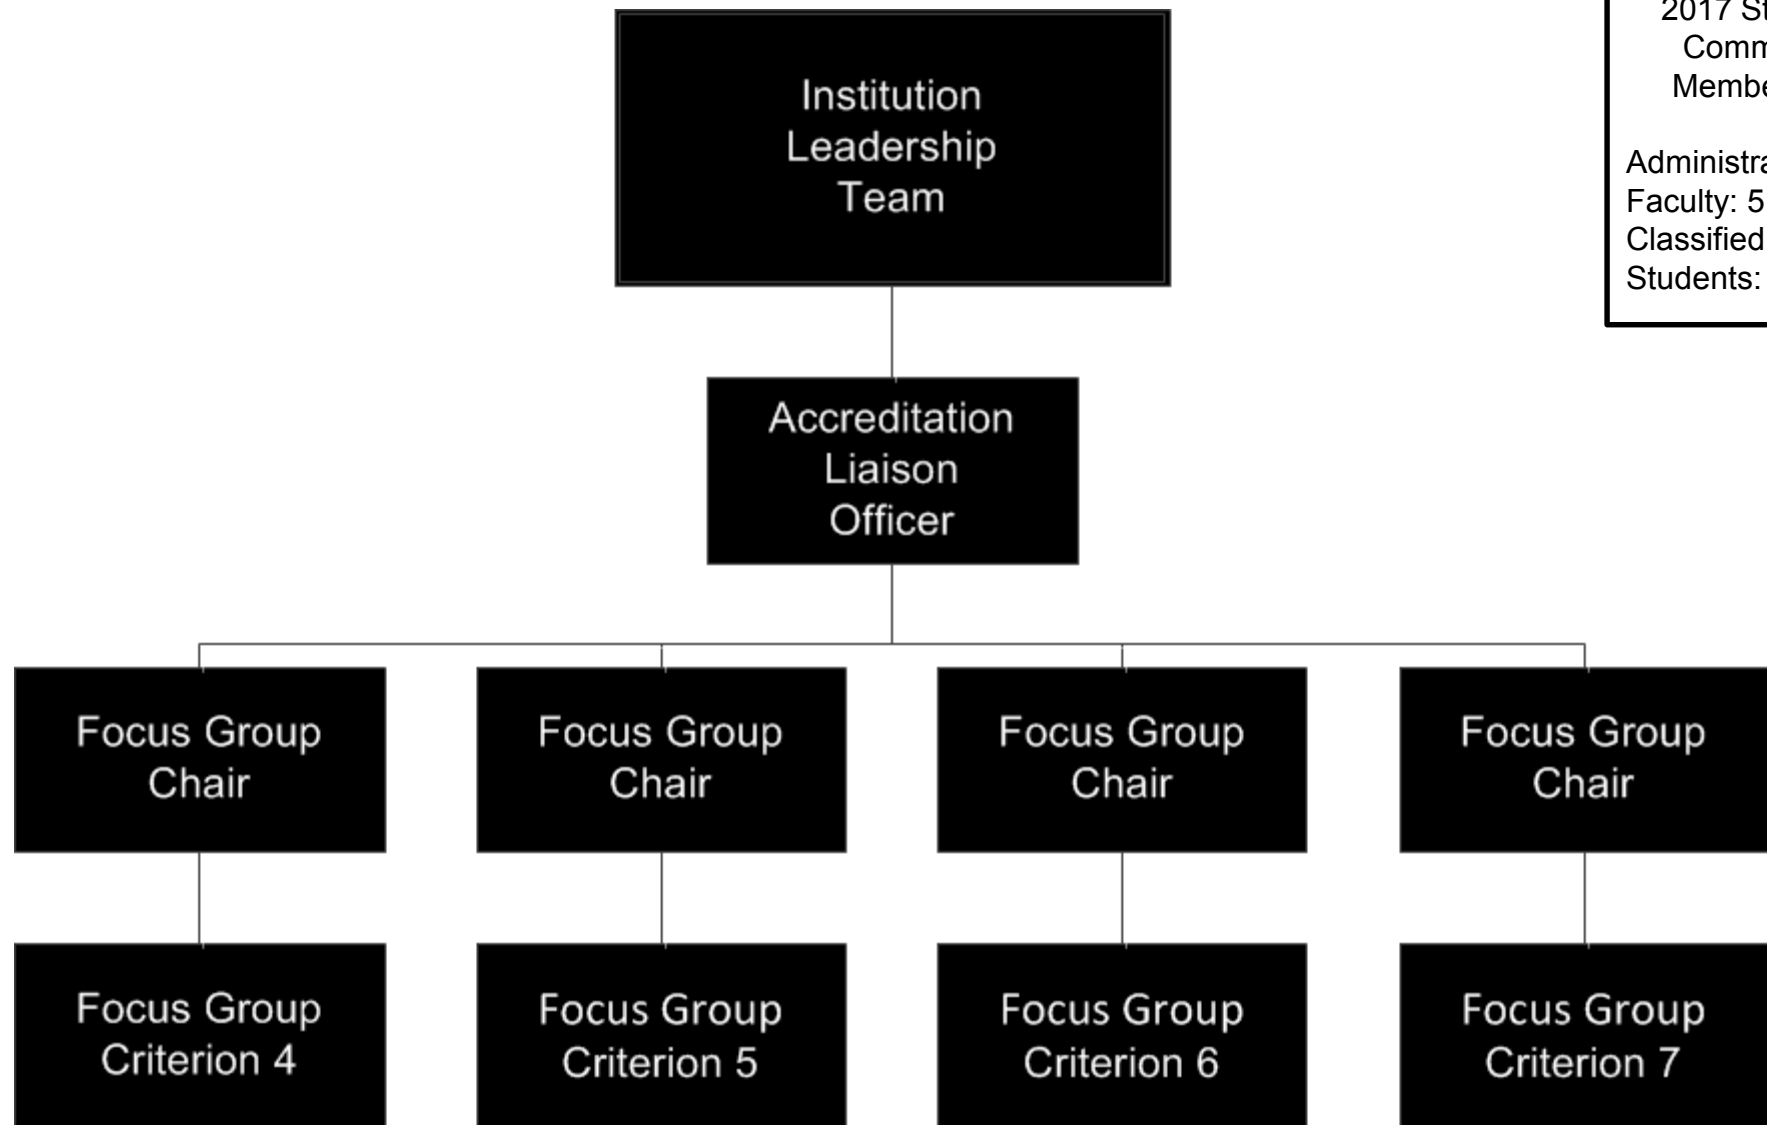 Institution
Leadership
Team
2017
Faculty: 5
Classified
Students:
Accreditation
Liaison
Officer
Focus Group
Chair
Focus Group
Chair
Focus Group
Chair
Focus Group
Chair
Focus Group
Criterion 4
Focus Group
Criterion 5
Focus Group
Criterion 6
Focus Group
Criterion 7